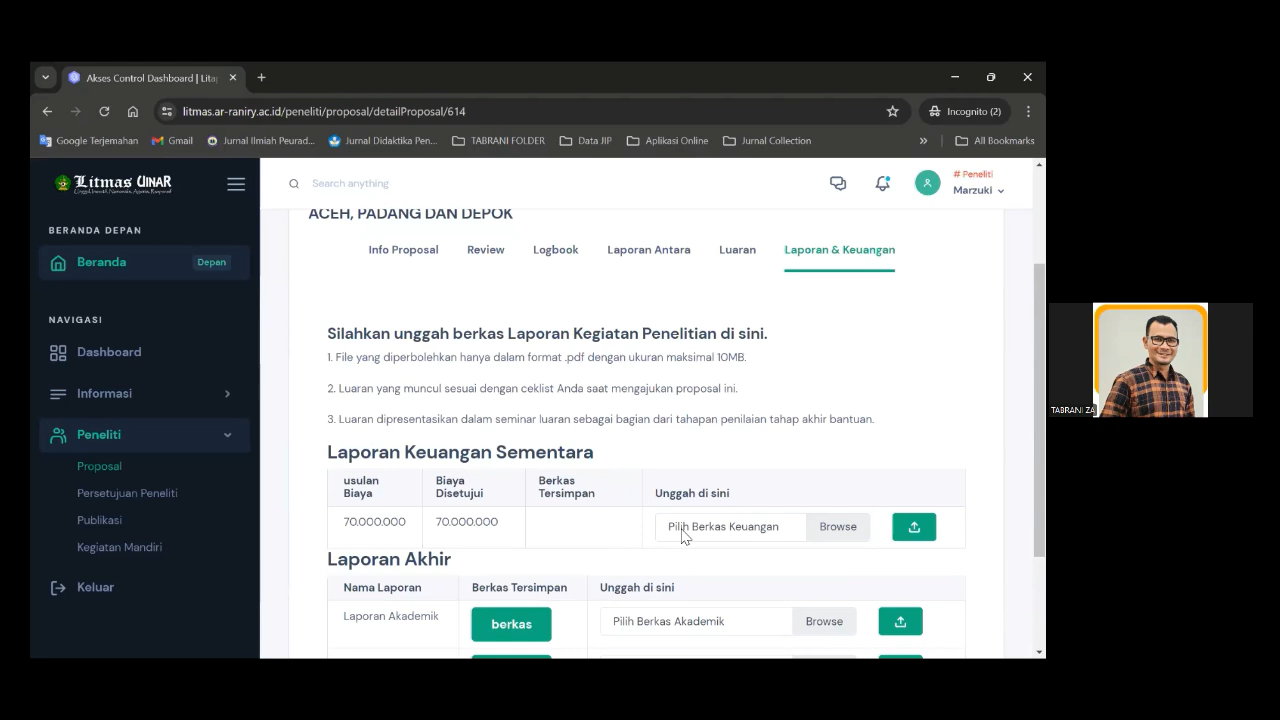 Akses Control Dashboard | Lita
litmas.ar-raniry.ac.id/peneliti/proposal/detailProposal/614
Incognito (2)
Google Terjemahan
Gmail
Jurnal Ilmiah Peurad...
Jurnal Didaktika Pen...
TABRANI FOLDER
Data JIP
Aplikasi Online
Jurnal Collection
»
All Bookmarks
Litmas UINAR
Search anything
# Peneliti
Marzuki
BERANDA DEPAN
Beranda
Depan
NAVIGASI
Dashboard
Informasi
Peneliti
Proposal
Persetujuan Peneliti
Publikasi
Kegiatan Mandiri
Keluar
ACEH, PADANG DAN DEPOK
Info Proposal
Review
Logbook
Laporan Antara
Luaran
Laporan & Keuangan
Silahkan unggah berkas Laporan Kegiatan Penelitian di sini.
1. File yang diperbolehkan hanya dalam format .pdf dengan ukuran maksimal 10MB.
2. Luaran yang muncul sesuai dengan ceklist Anda saat mengajukan proposal ini.
3. Luaran dipresentasikan dalam seminar luaran sebagai bagian dari tahapan penilaian tahap akhir bantuan.
Laporan Keuangan Sementara
usulan Biaya
Biaya Disetujui
Berkas Tersimpan
Unggah di sini
70.000.000
70.000.000
Pilih Berkas Keuangan
Browse
Laporan Akhir
Nama Laporan
Berkas Tersimpan
Unggah di sini
Laporan Akademik
berkas
Pilih Berkas Akademik
Browse
TABRANI ZA